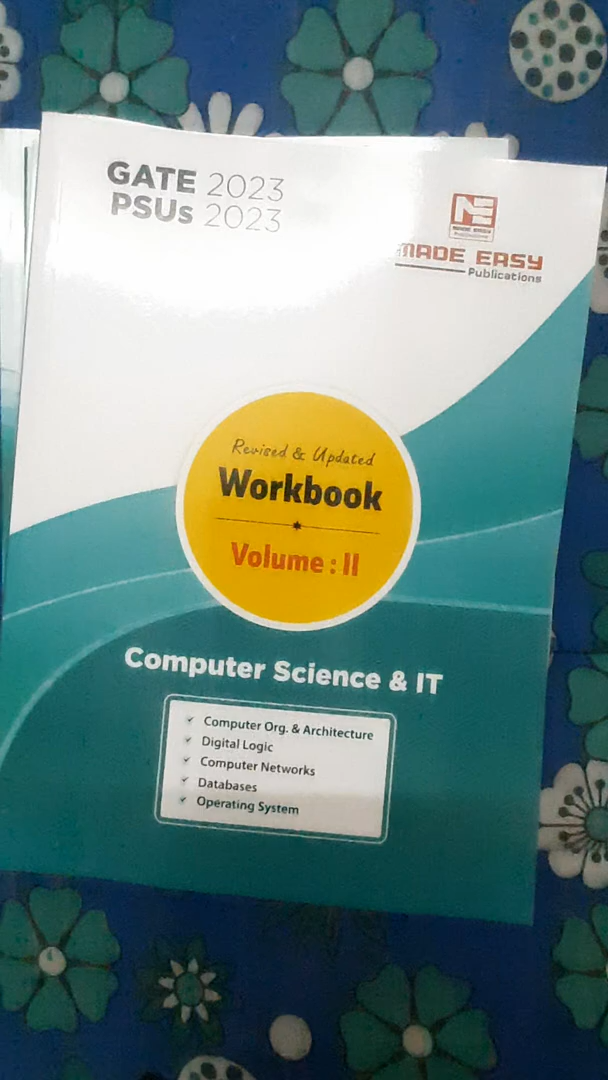 GATE 2023
PSUs 2023
MADE EASY
Publications
Revised & Updated
Workbook
Volume : II
Computer Science & IT
Computer Org. & Architecture
Digital Logic
Computer Networks
Databases
Operating System